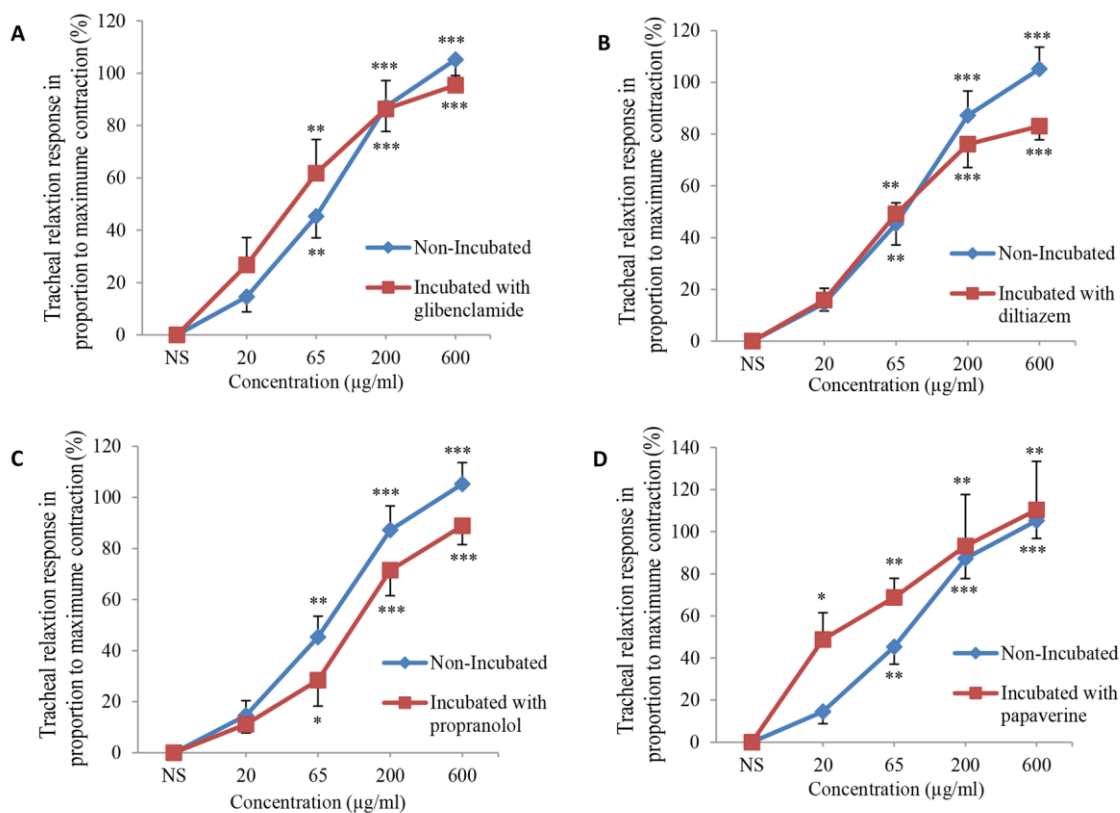 A
Tracheal relaxtion response in
proportion to maximume contraction (%)
120
100
80
60
40
20
0
NS 20 65 200 600
Concentration (µg/ml)
** *** ***
** *** ***
Non-Incubated
Incubated with
glibenclamide
B
Tracheal relaxtion response in
proportion to maximume contraction (%)
120
100
80
60
40
20
0
NS 20 65 200 600
Concentration (µg/ml)
** *** ***
** *** ***
Non-Incubated
Incubated with
diltiazem
C
Tracheal relaxtion response in
proportion to maximume contraction (%)
120
100
80
60
40
20
0
NS 20 65 200 600
Concentration (µg/ml)
** *** ***
* *** ***
Non-Incubated
Incubated with
propranolol
D
Tracheal relaxtion response in
proportion to maximume contraction (%)
140
120
100
80
60
40
20
0
NS 20 65 200 600
Concentration (µg/ml)
* ** ** **
** *** ***
Non-Incubated
Incubated with
papaverine